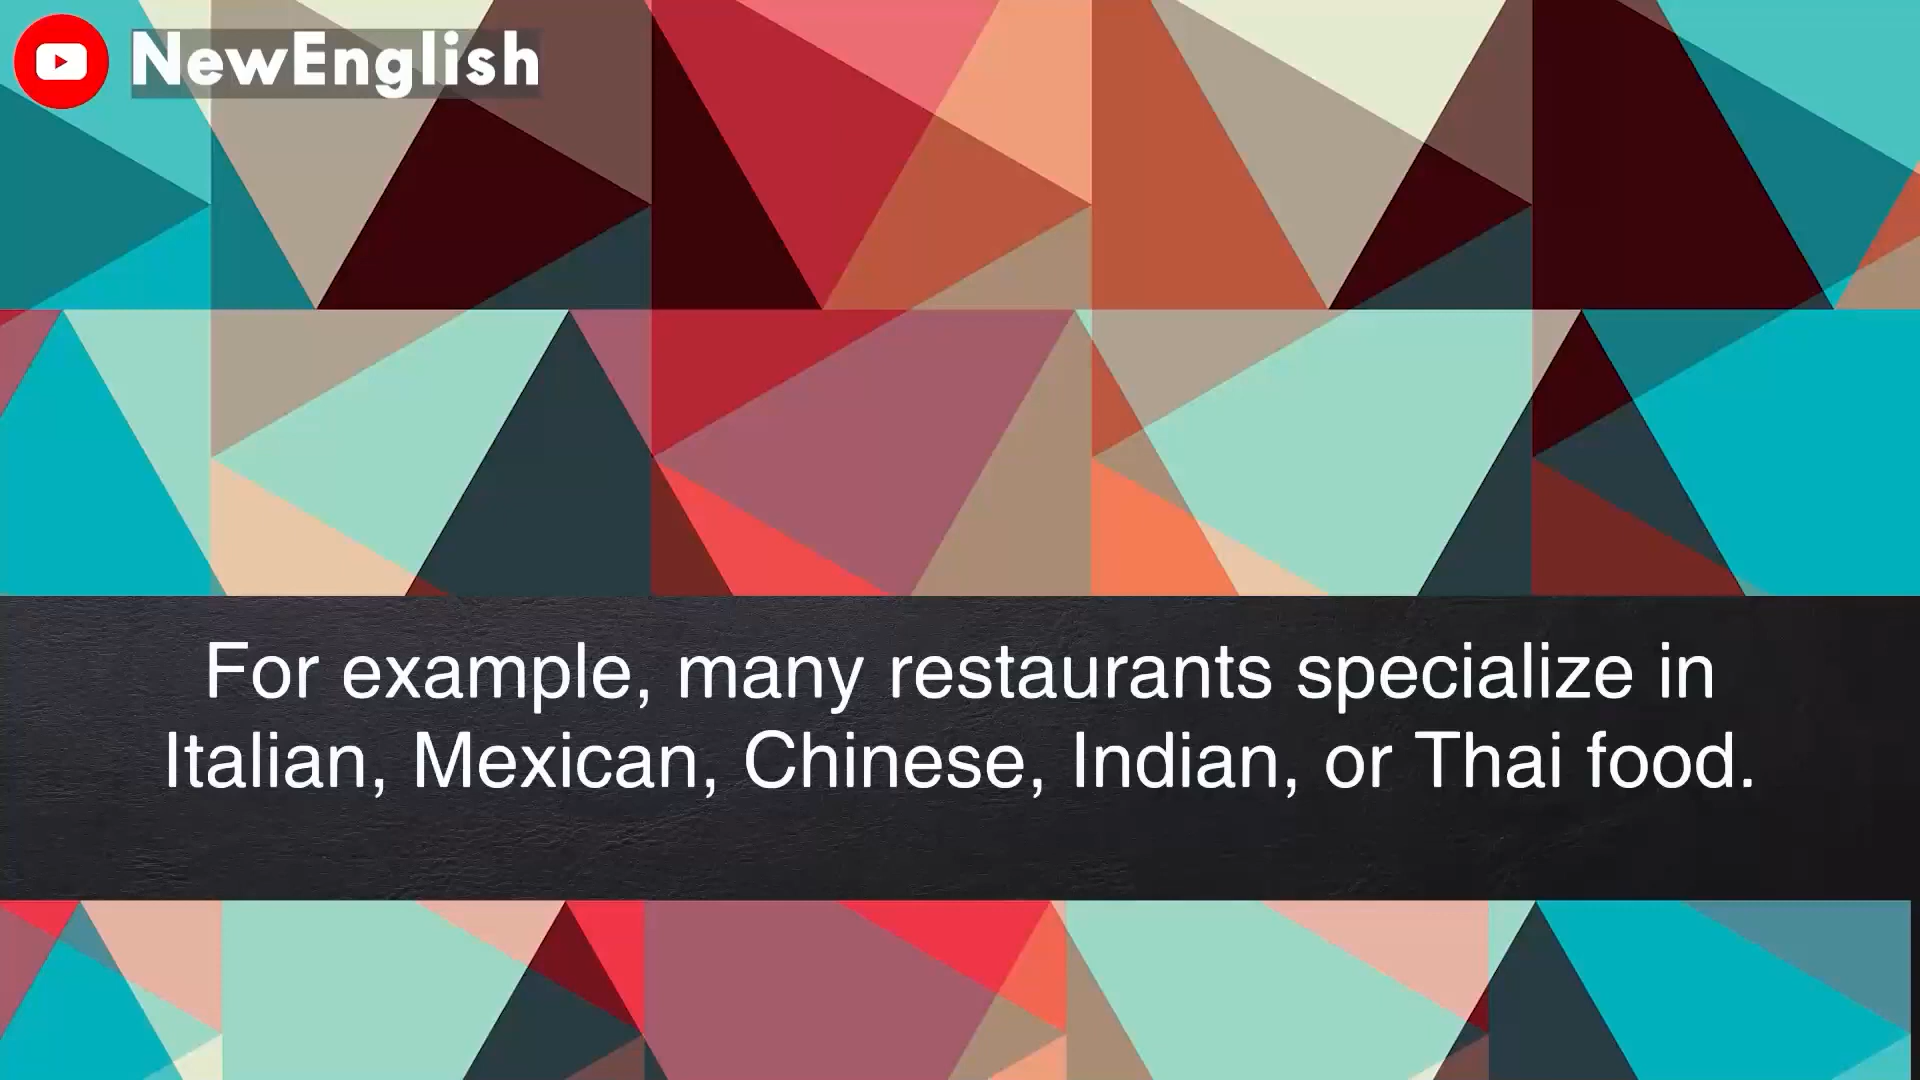 NewEnglish
For example, many restaurants specialize in
Italian, Mexican, Chinese, Indian, or Thai food.